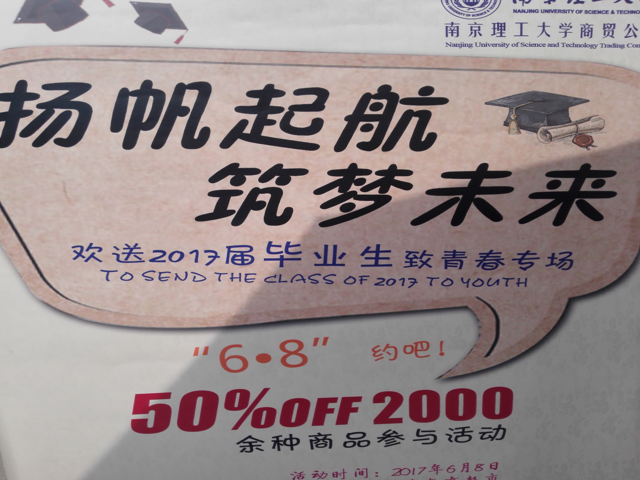 NANJING UNIVERSITY OF SCIENCE & TECHNO
南京理工大学商贸公
Nanjing University of Science and Technology Trading Co
扬帆起航
筑梦未来
欢送2017届毕业生致青春专场
TO SEND THE CLASS OF 2017 TO YOUTH
“6•8” 约吧!
50%OFF 2000
余种商品参与活动
活动时间:2017年6月8日